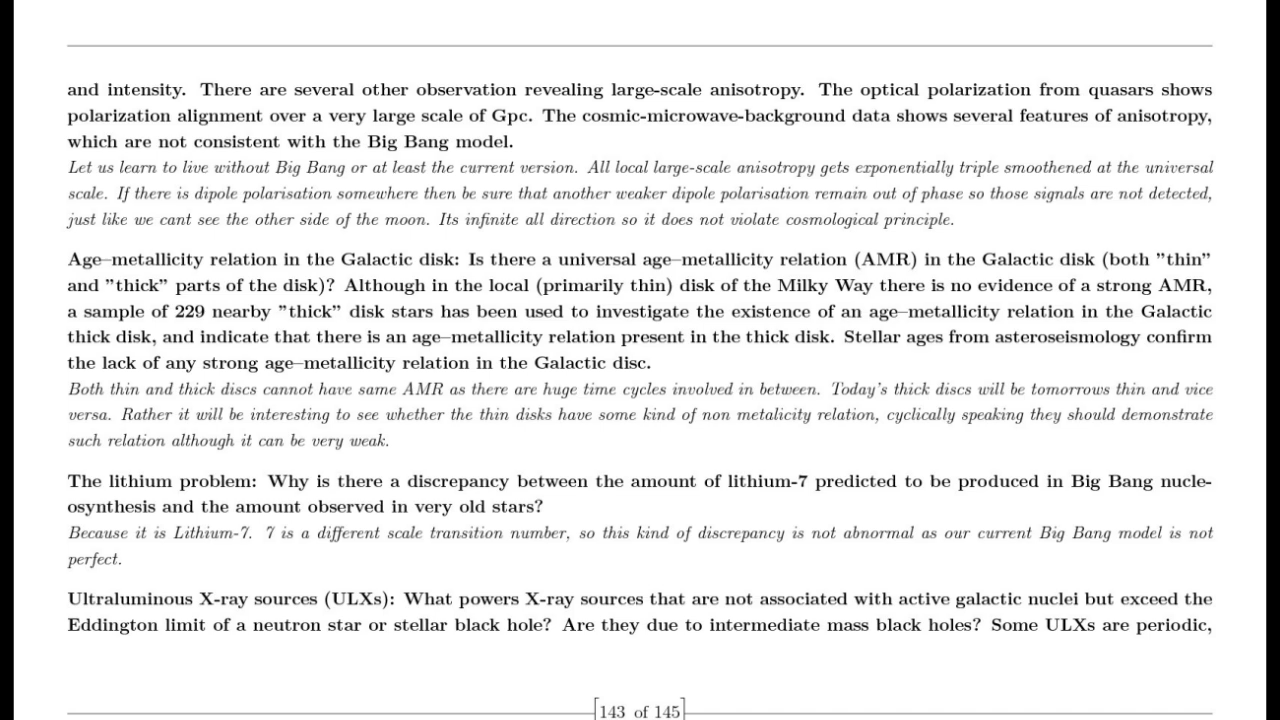 and intensity. There are several other observation revealing large-scale anisotropy. The optical polarization from quasars shows
polarization alignment over a very large scale of Gpc. The cosmic-microwave-background data shows several features of anisotropy,
which are not consistent with the Big Bang model.
Let us learn to live without Big Bang or at least the current version. All local large-scale anisotropy gets exponentially triple smoothened at the universal
scale. If there is dipole polarisation somewhere then be sure that another weaker dipole polarisation remain out of phase so those signals are not detected,
just like we cant see the other side of the moon. Its infinite all direction so it does not violate cosmological principle.
Age–metallicity relation in the Galactic disk: Is there a universal age–metallicity relation (AMR) in the Galactic disk (both ”thin”
and ”thick” parts of the disk)? Although in the local (primarily thin) disk of the Milky Way there is no evidence of a strong AMR,
a sample of 229 nearby ”thick” disk stars has been used to investigate the existence of an age–metallicity relation in the Galactic
thick disk, and indicate that there is an age–metallicity relation present in the thick disk. Stellar ages from asteroseismology confirm
the lack of any strong age–metallicity relation in the Galactic disc.
Both thin and thick discs cannot have same AMR as there are huge time cycles involved in between. Today's thick discs will be tomorrows thin and vice
versa. Rather it will be interesting to see whether the thin disks have some kind of non metalicity relation, cyclically speaking they should demonstrate
such relation although it can be very weak.
The lithium problem: Why is there a discrepancy between the amount of lithium-7 predicted to be produced in Big Bang nucle-
osynthesis and the amount observed in very old stars?
Because it is Lithium-7. 7 is a different scale transition number, so this kind of discrepancy is not abnormal as our current Big Bang model is not
perfect.
Ultraluminous X-ray sources (ULXs): What powers X-ray sources that are not associated with active galactic nuclei but exceed the
Eddington limit of a neutron star or stellar black hole? Are they due to intermediate mass black holes? Some ULXs are periodic,
[143 of 145]